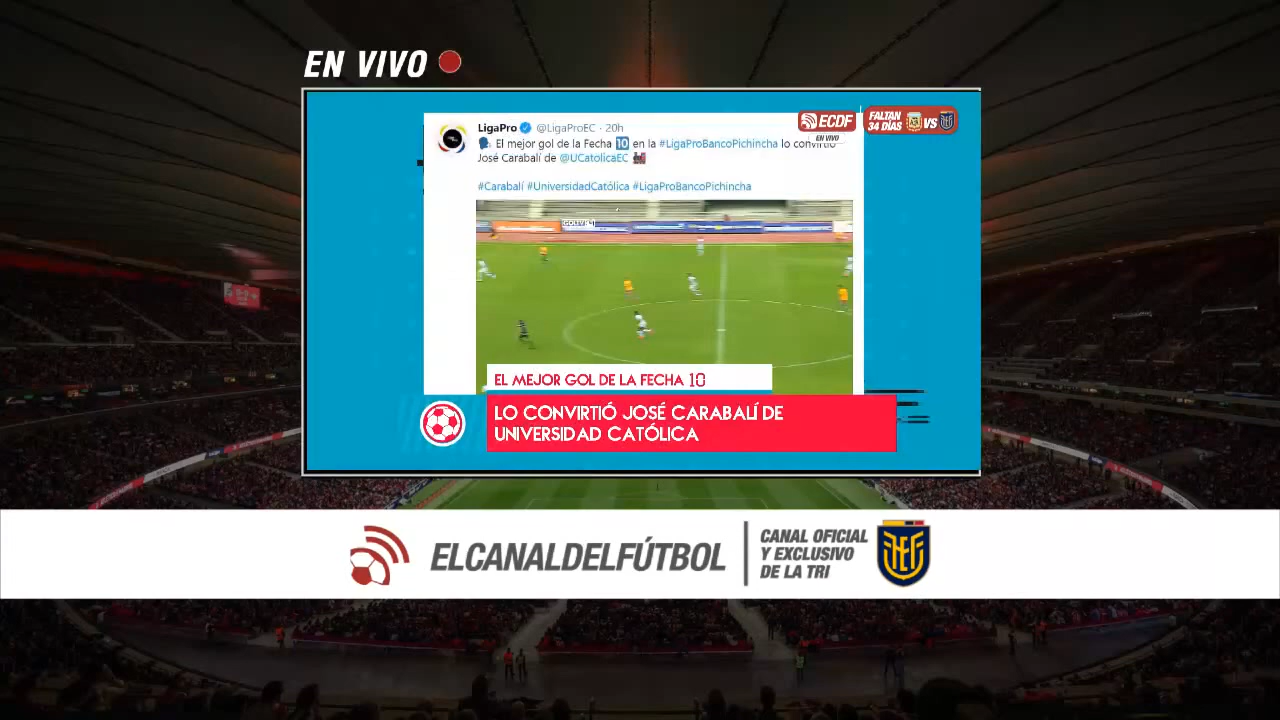 EN VIVO
LigaPro @LigaProEC · 20h
ECDF
EN VIVO
FALTAN
34 DÍAS
VS
🗣 El mejor gol de la Fecha 10 en la #LigaProBancoPichincha lo convirtió
José Carabalí de @UCatolicaEC 🚂
#Carabalí #UniversidadCatólica #LigaProBancoPichincha
EL MEJOR GOL DE LA FECHA 10
LO CONVIRTIÓ JOSÉ CARABALÍ DE
UNIVERSIDAD CATÓLICA
ELCANALDELFÚTBOL
CANAL OFICIAL
Y EXCLUSIVO
DE LA TRI
FEF